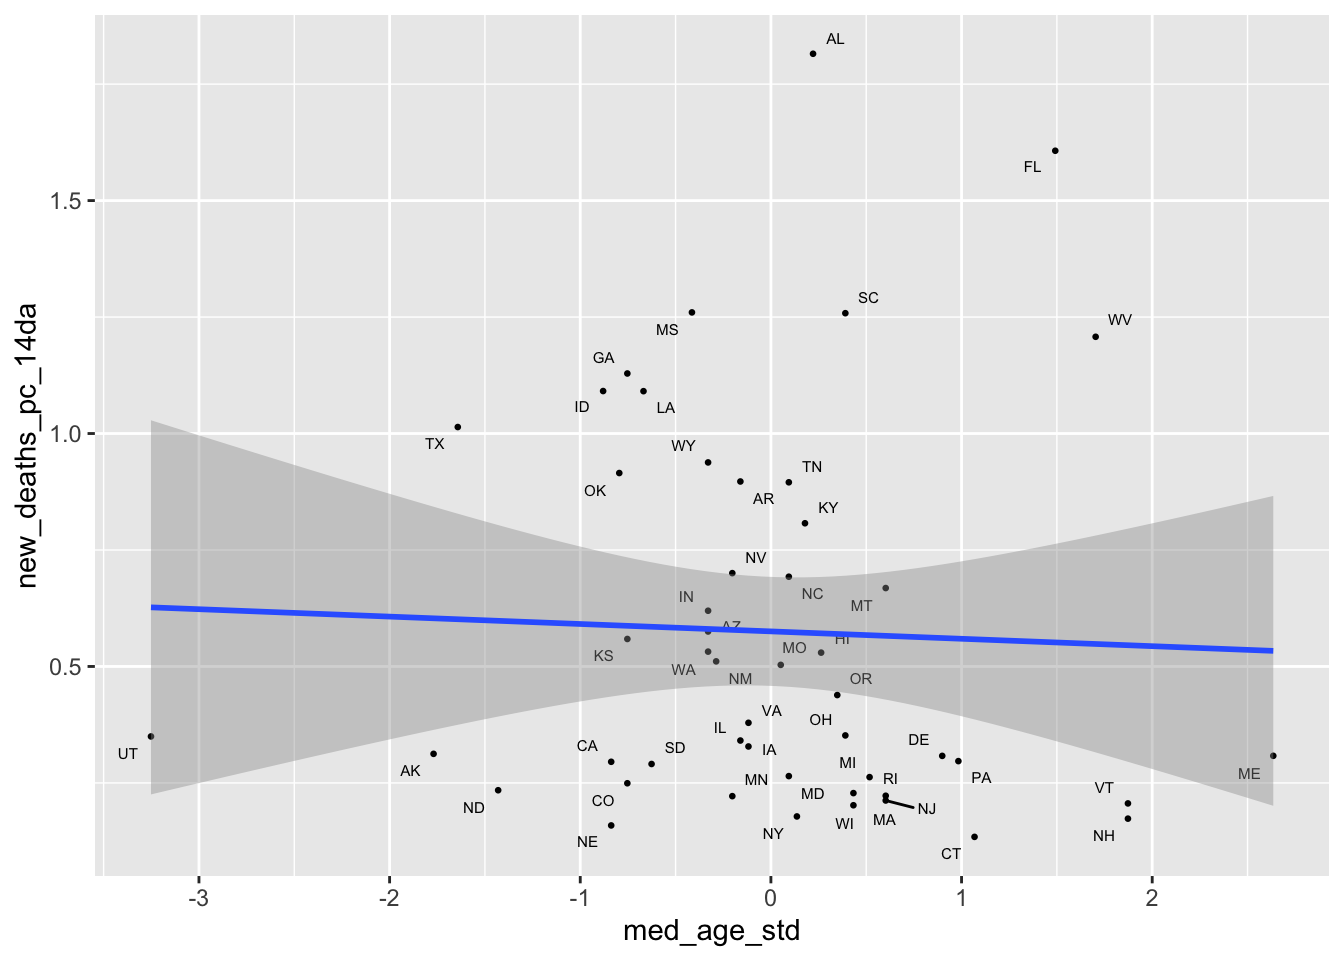 AL
FL
1.5
SC
MS
WV
GA
ID
LA
TX
1.0
WY
TN
OK
AR
KY
NV
IN
NC
MT
AZ
HI
KS
MO
WA
NM
OR
0.5
VA
OH
IL
DE
CA
SD
IA
UT
AK
MI
ME
MN
RI
PA
ND
CO
MD
VT
NJ
NY
WI
MA
NH
NE
CT
-3
-2
-1
0
1
2
med_age_std
new_deaths_pc_14da